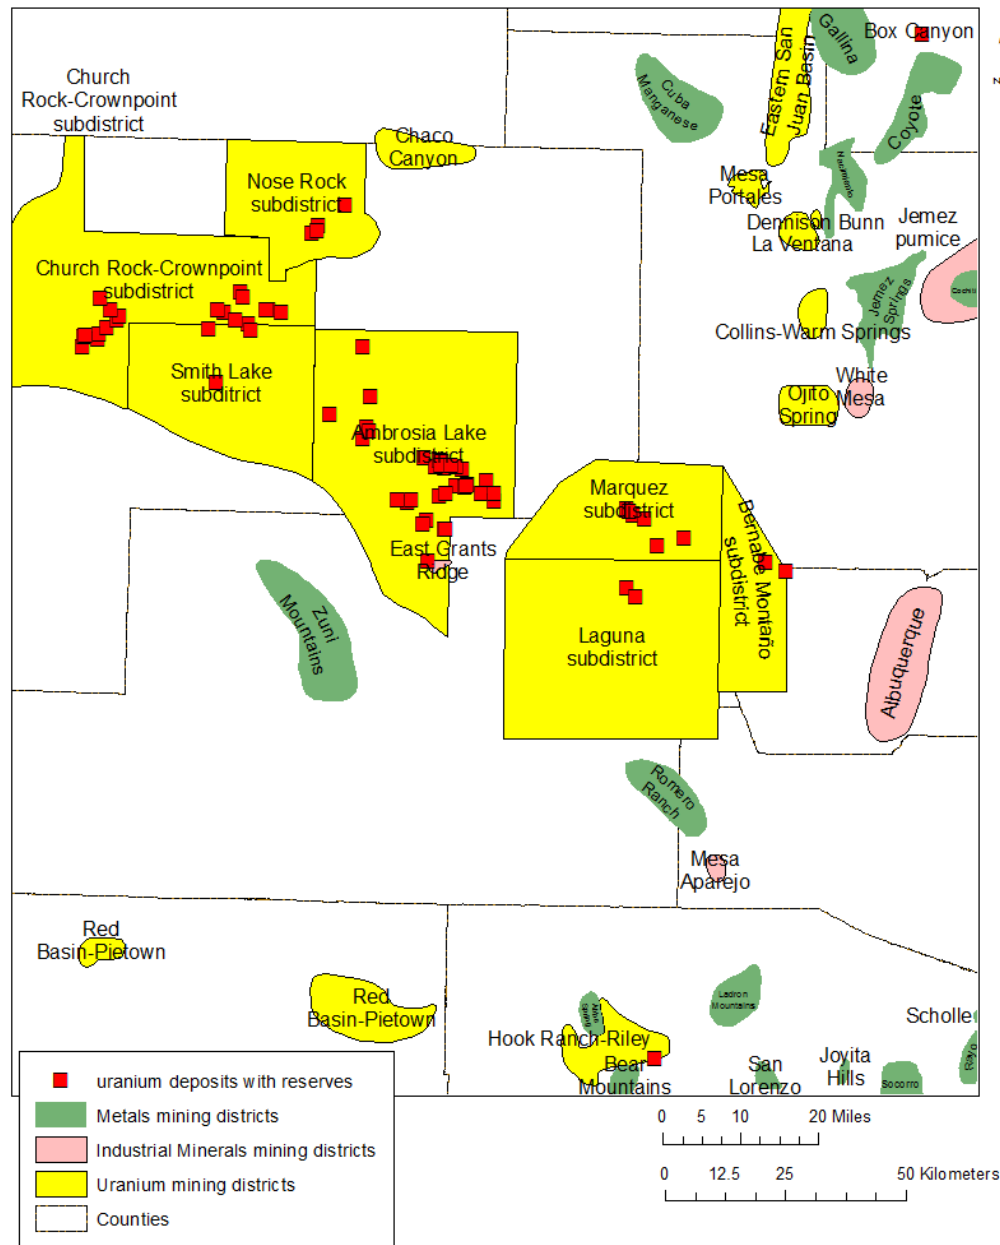 Gallina
Box Canyon
z
Eastern San
Juan Basin
Church
Rock-Crownpoint
subdistrict
Cuba
Manganese
Coyote
Chaco
Canyon
Nacimiento
Nose Rock
subdistrict
Mesa
Portales
Dennison Bunn
La Ventana
Jemez
pumice
Church Rock-Crownpoint
subdistrict
Jemez
Springs
Cochiti
Collins-Warm Springs
Smith Lake
subditrict
White
Mesa
Ojito
Spring
Ambrosia Lake
subdistrict
Marquez
subdistrict
Bernabe Montaño
subdistrict
East Grants
Ridge
Zuni
Mountains
Laguna
subdistrict
Albuquerque
Romero
Ranch
Mesa
Aparejo
Red
Basin-Pietown
Red
Basin-Pietown
Ladron
Mountains
Scholle
Hook Ranch-Riley
Rayo
Bear
Mountains
San
Lorenzo
Joyita
Hills
Socorro
uranium deposits with reserves
Metals mining districts
Industrial Minerals mining districts
Uranium mining districts
Counties
0 5 10 20 Miles
0 12.5 25 50 Kilometers